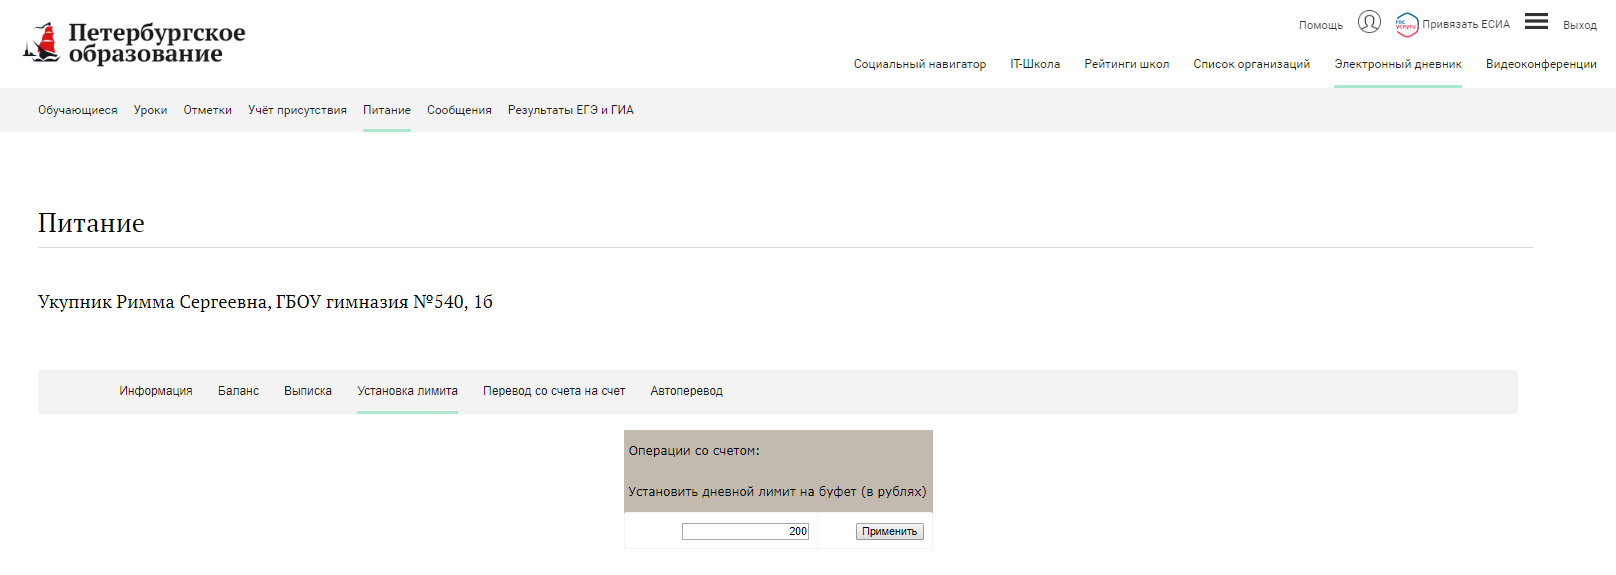 Петербургское
образование
Помощь
гос
услуги
Привязать ЕСИА
Выход
Социальный навигатор IT-Школа Рейтинги школ Список организаций Электронный дневник Видеоконференции
Обучающиеся Уроки Отметки Учёт присутствия Питание Сообщения Результаты ЕГЭ и ГИА
Питание
Укупник Римма Сергеевна, ГБОУ гимназия №540, 1б
Информация Баланс Выписка Установка лимита Перевод со счета на счет Автоперевод
Операции со счетом:
Установить дневной лимит на буфет (в рублях)
200 Применить